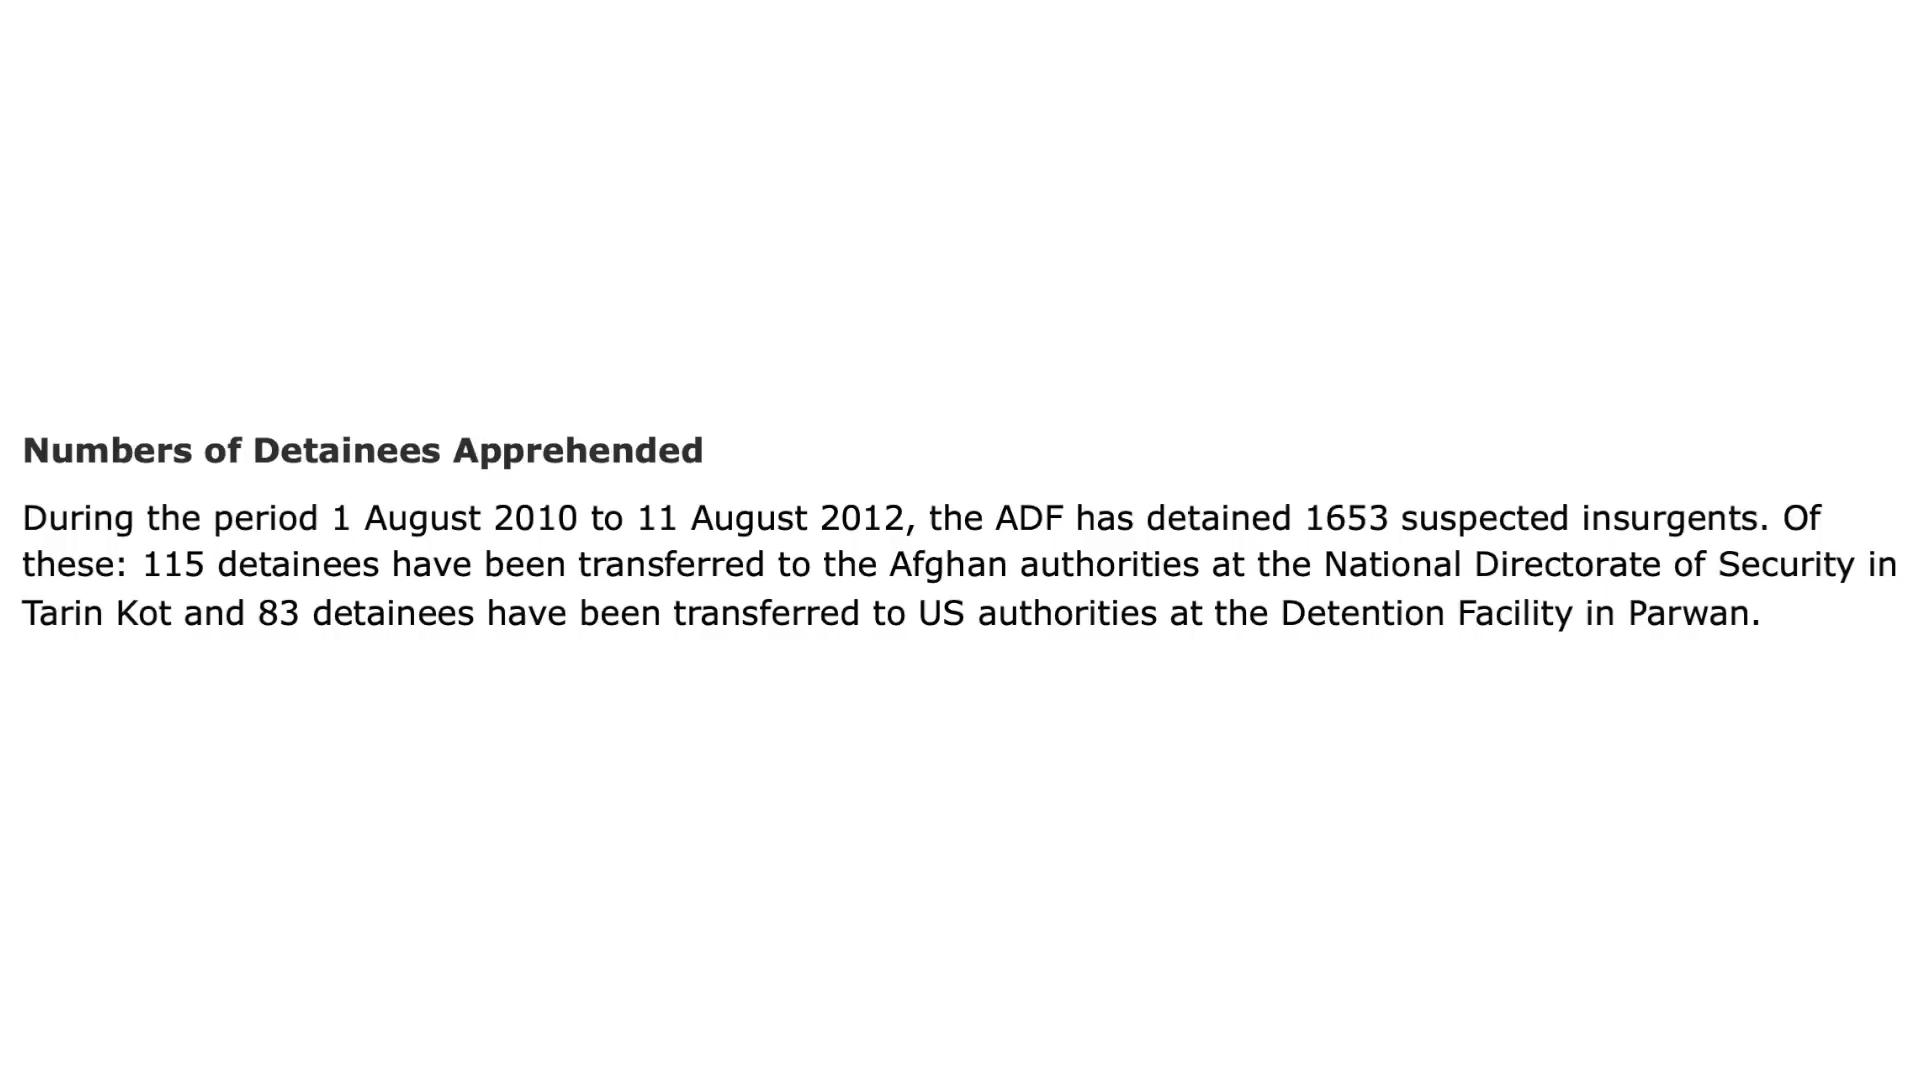 Numbers of Detainees Apprehended
During the period 1 August 2010 to 11 August 2012, the ADF has detained 1653 suspected insurgents. Of
these: 115 detainees have been transferred to the Afghan authorities at the National Directorate of Security in
Tarin Kot and 83 detainees have been transferred to US authorities at the Detention Facility in Parwan.